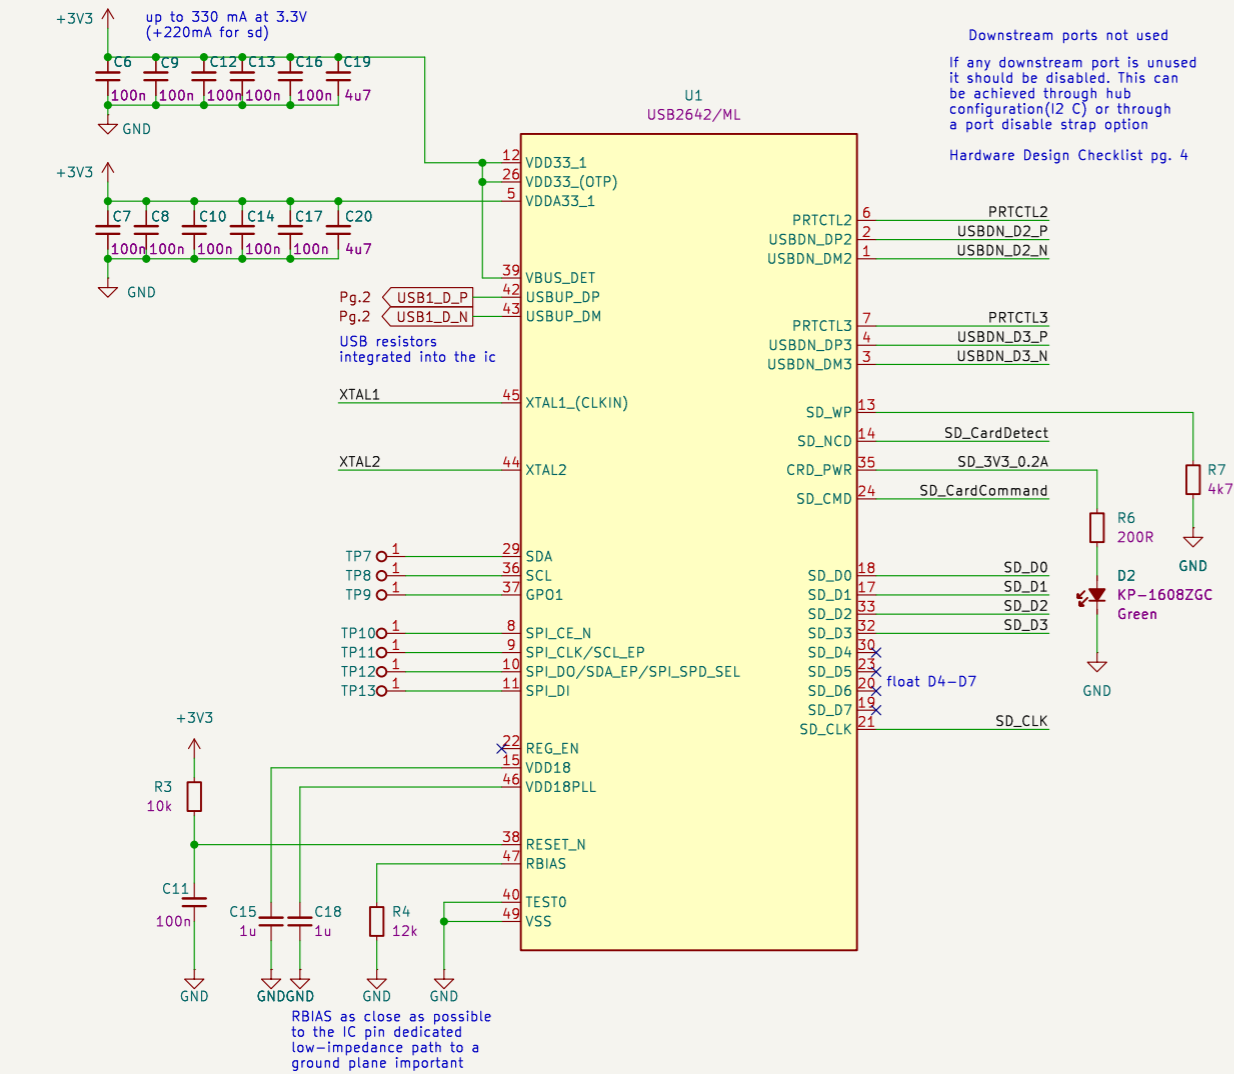 +3V3
up to 330 mA at 3.3V
(+220mA for sd)
C6 C9 C12 C13 C16 C19
100n 100n 100n 100n 100n 4u7
GND
+3V3
C7 C8 C10 C14 C17 C20
100n 100n 100n 100n 100n 4u7
GND
Downstream ports not used
If any downstream port is unused
it should be disabled. This can
be achieved through hub
configuration(I2 C) or through
a port disable strap option
Hardware Design Checklist pg. 4
U1
USB2642/ML
12 VDD33_1
26 VDD33_(OTP)
5 VDDA33_1
39 VBUS_DET
Pg.2 USB1_D_P 42 USBUP_DP
Pg.2 USB1_D_N 43 USBUP_DM
USB resistors
integrated into the ic
XTAL1 45 XTAL1_(CLKIN)
XTAL2 44 XTAL2
TP7 1 29 SDA
TP8 1 36 SCL
TP9 1 37 GPO1
TP10 1 8 SPI_CE_N
TP11 1 9 SPI_CLK/SCL_EP
TP12 1 10 SPI_DO/SDA_EP/SPI_SPD_SEL
TP13 1 11 SPI_DI
22 REG_EN
15 VDD18
46 VDD18PLL
38 RESET_N
47 RBIAS
40 TEST0
49 VSS
PRTCTL2 6 PRTCTL2
USBDN_DP2 2 USBDN_D2_P
USBDN_DM2 1 USBDN_D2_N
PRTCTL3 7 PRTCTL3
USBDN_DP3 4 USBDN_D3_P
USBDN_DM3 3 USBDN_D3_N
SD_WP 13
SD_NCD 14 SD_CardDetect
CRD_PWR 35 SD_3V3_0.2A
SD_CMD 24 SD_CardCommand
SD_D0 18 SD_D0
SD_D1 17 SD_D1
SD_D2 33 SD_D2
SD_D3 32 SD_D3
SD_D4 30
SD_D5 23
SD_D6 20
SD_D7 19
float D4-D7
SD_CLK 21 SD_CLK
R7
4k7
GND
R6
200R
D2
KP-1608ZGC
Green
GND
+3V3
R3
10k
C11
100n
GND
C15
1u
GND
C18
1u
GND
R4
12k
GND
GND
RBIAS as close as possible
to the IC pin dedicated
low-impedance path to a
ground plane important